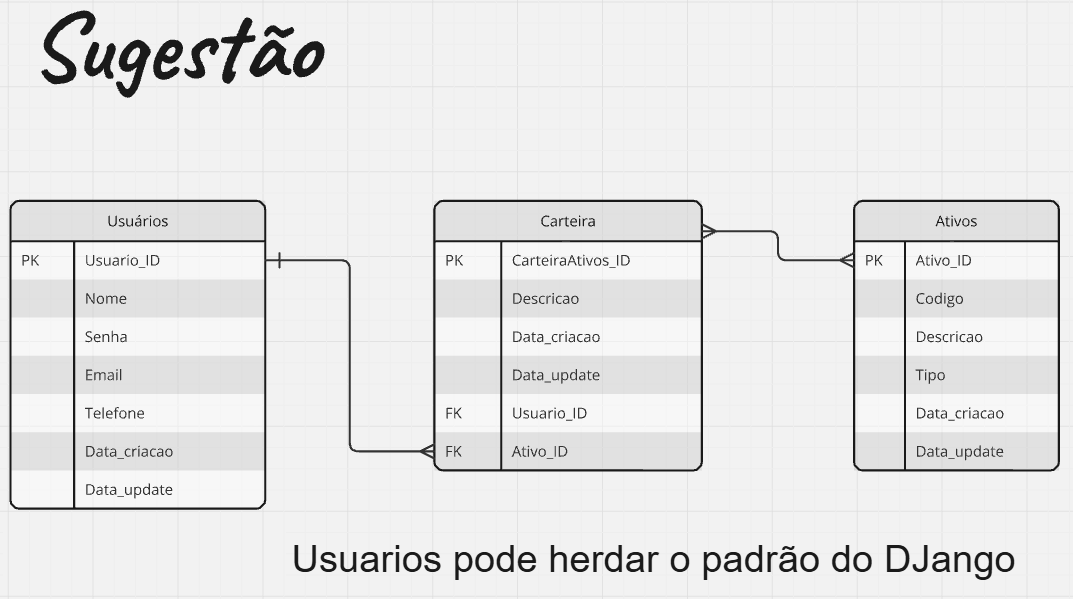 Sugestão
Usuários
PK Usuario_ID
Nome
Senha
Email
Telefone
Data_criacao
Data_update
Carteira
PK CarteiraAtivos_ID
Descricao
Data_criacao
Data_update
FK Usuario_ID
FK Ativo_ID
Ativos
PK Ativo_ID
Codigo
Descricao
Tipo
Data_criacao
Data_update
Usuarios pode herdar o padrão do DJango